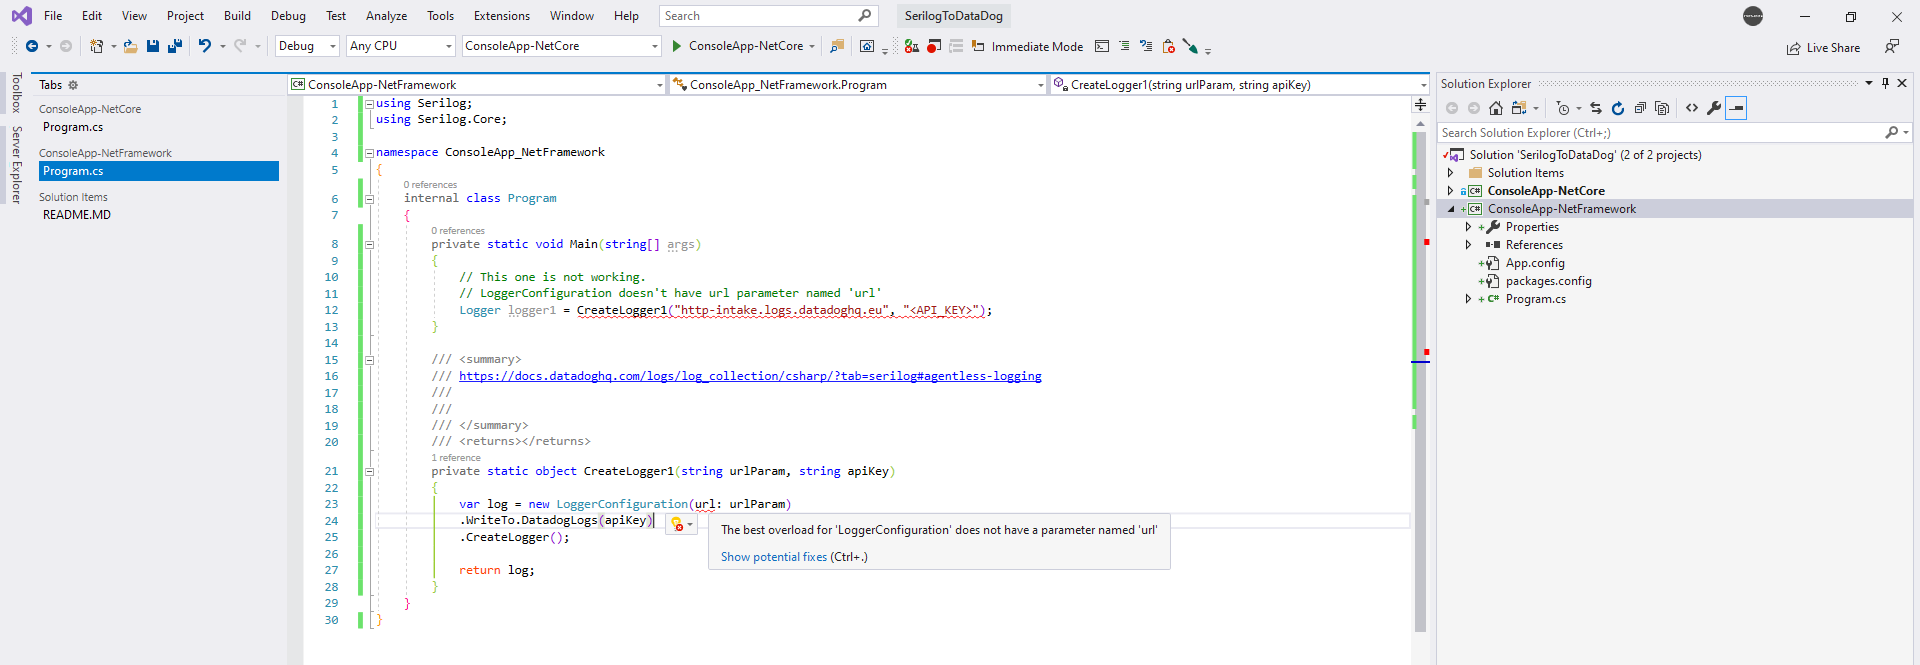 File Edit View Project Build Debug Test Analyze Tools Extensions Window Help Search SerilogToDataDog
Debug Any CPU ConsoleApp-NetCore ConsoleApp-NetCore Immediate Mode Live Share
Toolbox
Server Explorer
Tabs
ConsoleApp-NetCore
Program.cs
ConsoleApp-NetFramework
Program.cs
Solution Items
README.MD
C# ConsoleApp-NetFramework ConsoleApp_NetFramework.Program CreateLogger1(string urlParam, string apiKey)
1 using Serilog;
2 using Serilog.Core;
3
4 namespace ConsoleApp_NetFramework
5 {
0 references
6 internal class Program
7 {
0 references
8 private static void Main(string[] args)
9 {
10 // This one is not working.
11 // LoggerConfiguration doesn't have url parameter named 'url'
12 Logger logger1 = CreateLogger1("http-intake.logs.datadoghq.eu", "<API_KEY>");
13 }
14
15 /// <summary>
16 /// https://docs.datadoghq.com/logs/log_collection/csharp/?tab=serilog#agentless-logging
17 ///
18 ///
19 /// </summary>
20 /// <returns></returns>
1 reference
21 private static object CreateLogger1(string urlParam, string apiKey)
22 {
23 var log = new LoggerConfiguration(url: urlParam)
24 .WriteTo.DatadogLogs(apiKey)
25 .CreateLogger();
26
27 return log;
28 }
29 }
30 }
The best overload for 'LoggerConfiguration' does not have a parameter named 'url'
Show potential fixes (Ctrl+.)
Solution Explorer
Search Solution Explorer (Ctrl+;)
Solution 'SerilogToDataDog' (2 of 2 projects)
Solution Items
C# ConsoleApp-NetCore
C# ConsoleApp-NetFramework
Properties
References
App.config
packages.config
C# Program.cs